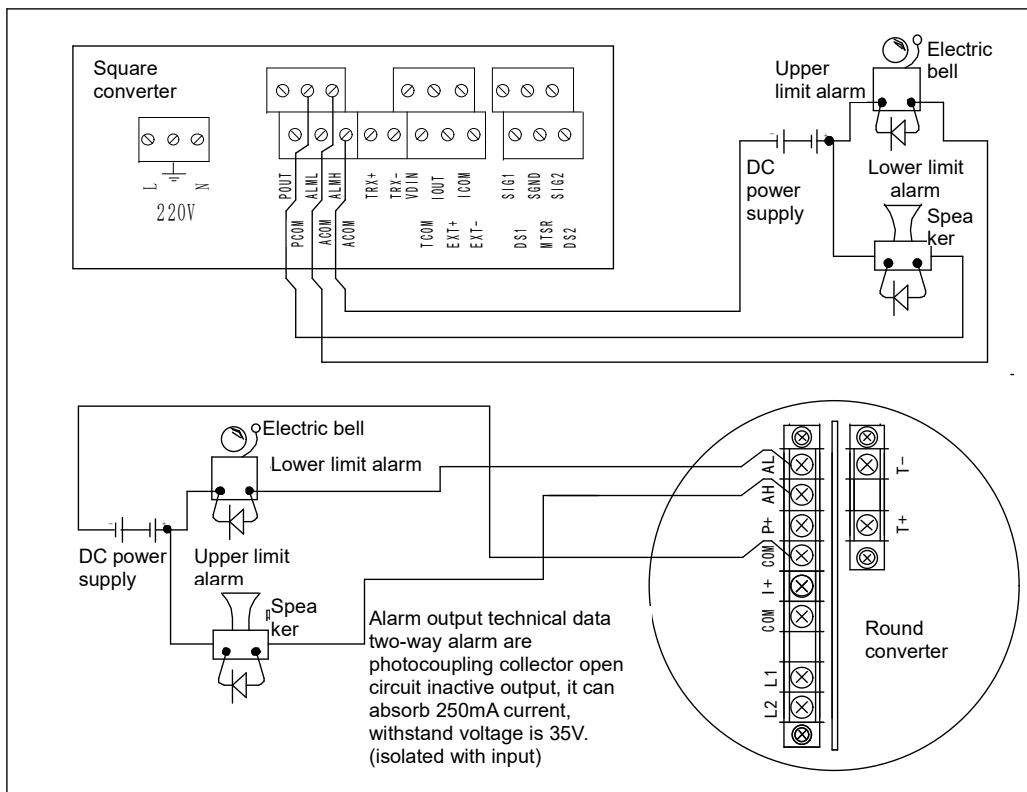 Square
converter
L
N
220V
POUT
ALML
ALMH
TRX+
TRX-
VDIN
IOUT
ICOM
SIG1
SGND
SIG2
PCOM
ACOM
ACOM
TCOM
EXT+
EXT-
DS1
MTSR
DS2
Electric
bell
Upper
limit alarm
DC
power
supply
Lower limit
alarm
Spea
ker
Electric bell
Lower limit alarm
DC power
supply
Upper limit
alarm
Spea
ker
Alarm output technical data
two-way alarm are
photocoupling collector open
circuit inactive output, it can
absorb 250mA current,
withstand voltage is 35V.
(isolated with input)
AL
AH
P+
COM
I+
COM
L1
L2
T-
T+
Round
converter